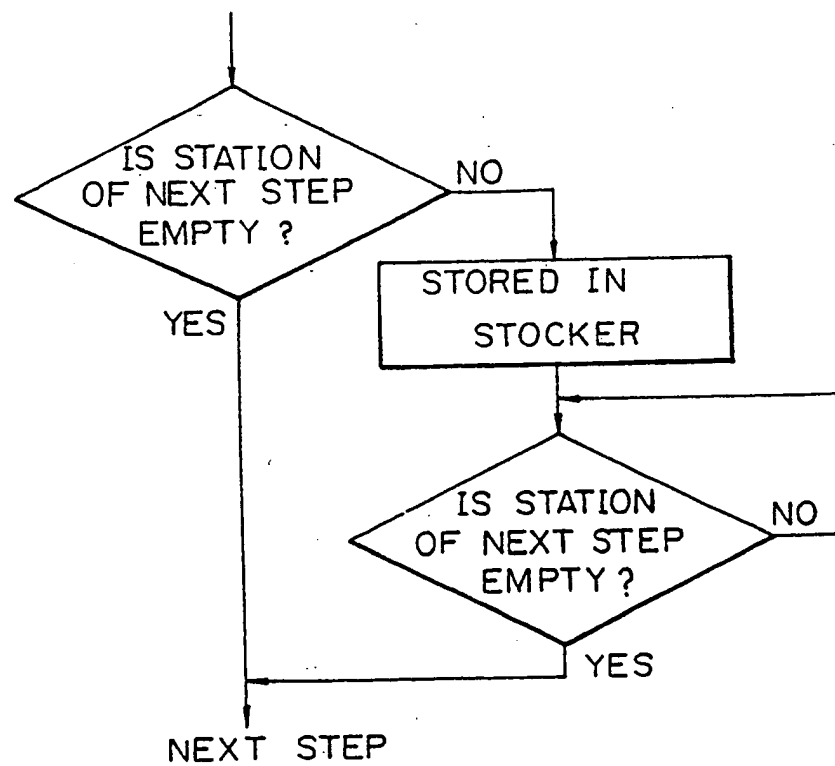 IS STATION
OF NEXT STEP
EMPTY ?
NO
YES
STORED IN
STOCKER
IS STATION
OF NEXT STEP
EMPTY ?
NO
YES
NEXT STEP